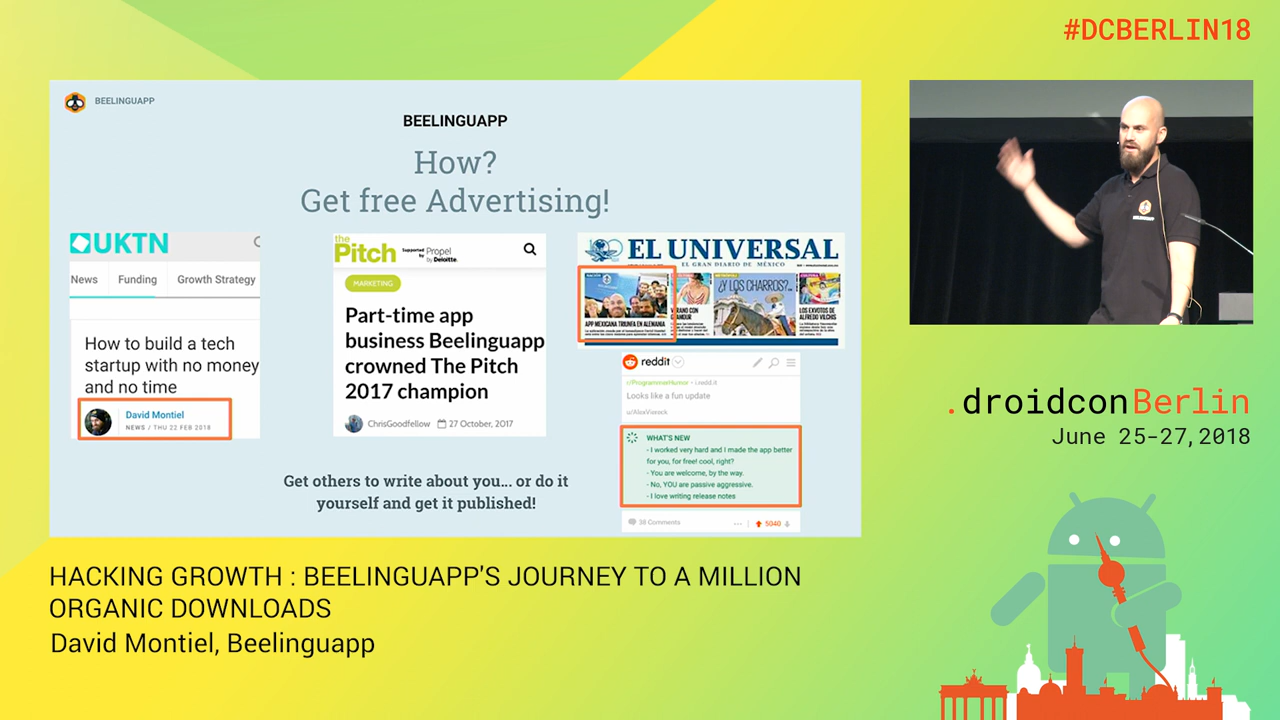 #DCBERLIN18
BEELINGUAPP
BEELINGUAPP
How?
Get free Advertising!
UKTN
News Funding Growth Strategy
How to build a tech
startup with no money
and no time
David Montiel
NEWS / THU 22 FEB 2018
the
Pitch
Supported by Propel
by Deloitte.
MARKETING
Part-time app
business Beelinguapp
crowned The Pitch
2017 champion
ChrisGoodfellow 27 October, 2017
EL UNIVERSAL
EL GRAN DIARIO DE MÉXICO
NACIÓN
APP MEXICANA TRIUNFA EN ALEMANIA
¿Y LOS CHARROS?...
LOS EXVOTOS DE
ALFREDO VILCHIS
reddit
r/ProgrammerHumor • i.redd.it
Looks like a fun update
WHAT'S NEW
- I worked very hard and I made the app better
for you, for free! cool, right?
- You are welcome, by the way.
- No, YOU are passive aggressive.
- I love writing release notes
38 Comments
5040
Get others to write about you... or do it
yourself and get it published!
.droidconBerlin
June 25-27, 2018
HACKING GROWTH : BEELINGUAPP'S JOURNEY TO A MILLION
ORGANIC DOWNLOADS
David Montiel, Beelinguapp